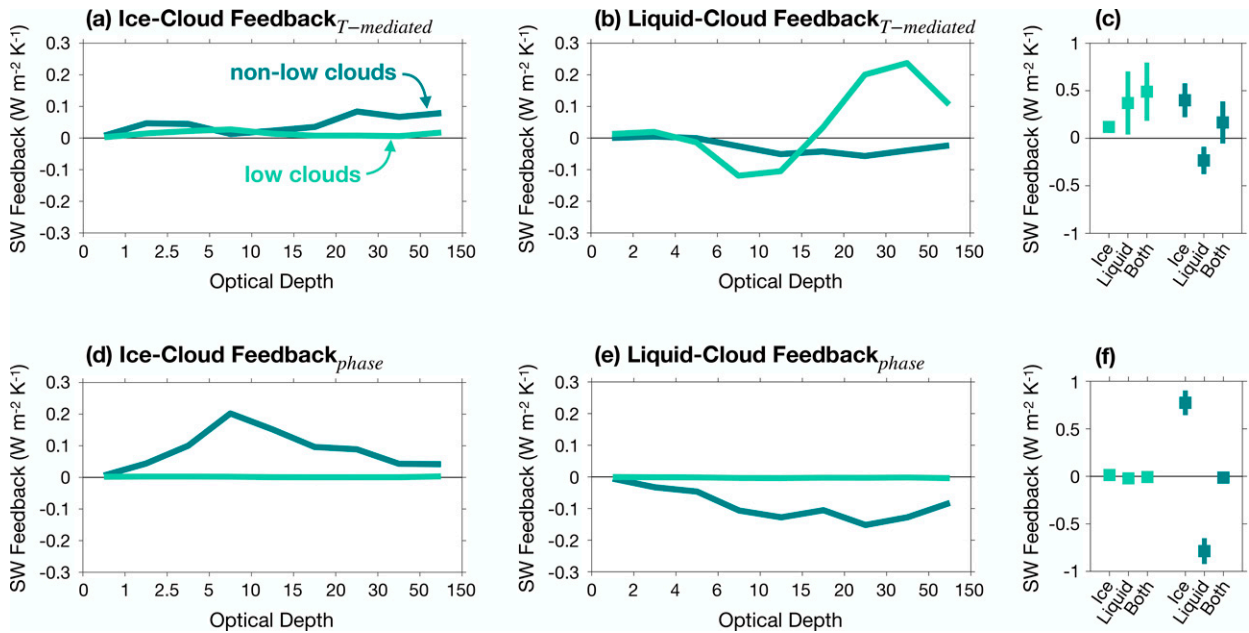 (a) Ice-Cloud Feedback T−mediated
SW Feedback (W m-2 K-1)
0.3
0.2
0.1
0
-0.1
-0.2
-0.3
non-low clouds
low clouds
0 1 2.5 5 10 15 20 30 50 150
Optical Depth
(b) Liquid-Cloud Feedback T−mediated
SW Feedback (W m-2 K-1)
0.3
0.2
0.1
0
-0.1
-0.2
-0.3
0 2 4 6 10 12 15 20 30 50 150
Optical Depth
(c)
SW Feedback (W m-2 K-1)
1
0.5
0
-0.5
-1
Ice
Liquid
Both
Ice
Liquid
Both
(d) Ice-Cloud Feedback phase
SW Feedback (W m-2 K-1)
0.3
0.2
0.1
0
-0.1
-0.2
-0.3
0 1 2.5 5 10 15 20 30 50 150
Optical Depth
(e) Liquid-Cloud Feedback phase
SW Feedback (W m-2 K-1)
0.3
0.2
0.1
0
-0.1
-0.2
-0.3
0 2 4 6 10 12 15 20 30 50 150
Optical Depth
(f)
SW Feedback (W m-2 K-1)
1
0.5
0
-0.5
-1
Ice
Liquid
Both
Ice
Liquid
Both